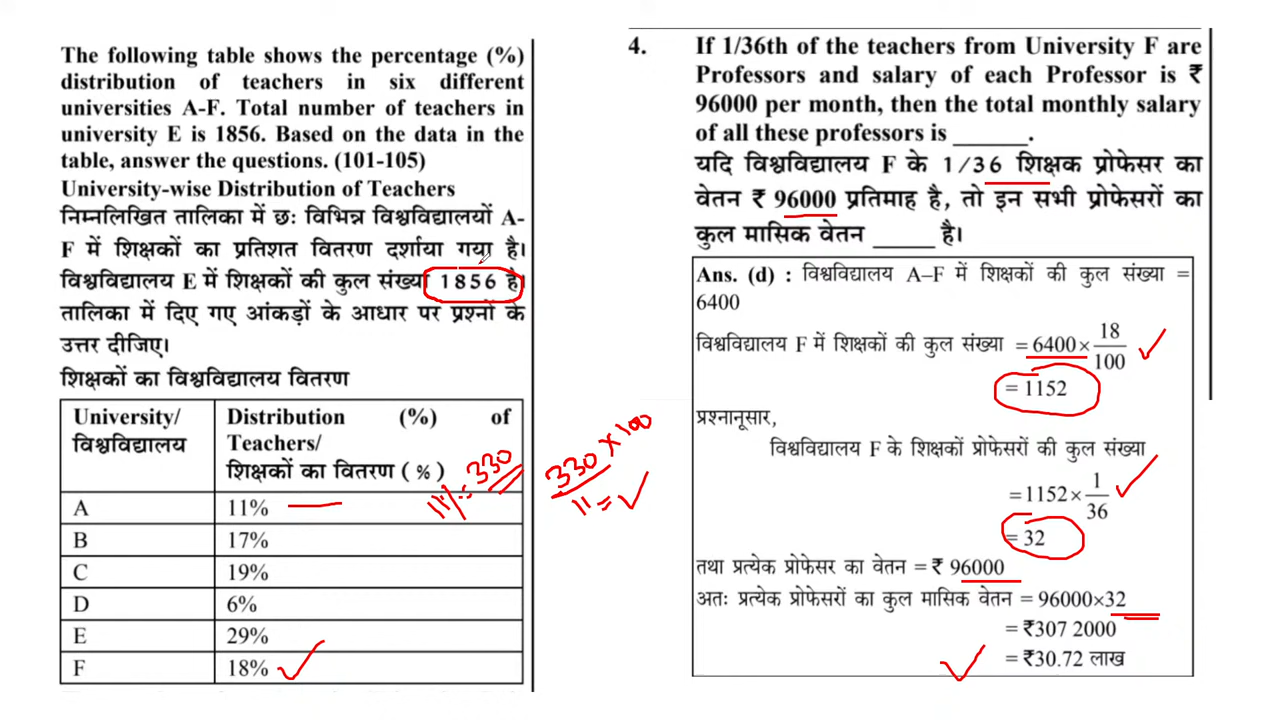 The following table shows the percentage (%)
distribution of teachers in six different
universities A-F. Total number of teachers in
university E is 1856. Based on the data in the
table, answer the questions. (101-105)
University-wise Distribution of Teachers
निम्नलिखित तालिका में छः विभिन्न विश्वविद्यालयों A-
F में शिक्षकों का प्रतिशत वितरण दर्शाया गया है।
विश्वविद्यालय E में शिक्षकों की कुल संख्या 1856 है।
तालिका में दिए गए आंकड़ों के आधार पर प्रश्नों के
उत्तर दीजिए।
शिक्षकों का विश्वविद्यालय वितरण
University/
विश्वविद्यालय
Distribution (%) of
Teachers/
शिक्षकों का वितरण (%)
A 11%
B 17%
C 19%
D 6%
E 29%
F 18%
11%=330
330×100
11 =
4. If 1/36th of the teachers from University F are
Professors and salary of each Professor is ₹
96000 per month, then the total monthly salary
of all these professors is ______.
यदि विश्वविद्यालय F के 1/36 शिक्षक प्रोफेसर का
वेतन ₹ 96000 प्रतिमाह है, तो इन सभी प्रोफेसरों का
कुल मासिक वेतन _____ है।
Ans. (d) : विश्वविद्यालय A–F में शिक्षकों की कुल संख्या =
6400
विश्वविद्यालय F में शिक्षकों की कुल संख्या = 6400 × 18/100
= 1152
प्रश्नानूसार,
विश्वविद्यालय F के शिक्षकों प्रोफेसरों की कुल संख्या
= 1152 × 1/36
= 32
तथा प्रत्येक प्रोफेसर का वेतन = ₹ 96000
अतः प्रत्येक प्रोफेसरों का कुल मासिक वेतन = 96000×32
= ₹307 2000
= ₹30.72 लाख